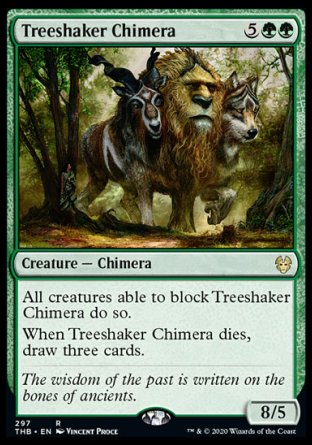 Treeshaker Chimera 5
Creature — Chimera
All creatures able to block Treeshaker
Chimera do so.
When Treeshaker Chimera dies,
draw three cards.
The wisdom of the past is written on the
bones of ancients.
8/5
297 R
THB • EN Vincent Proce ™ & © 2020 Wizards of the Coast